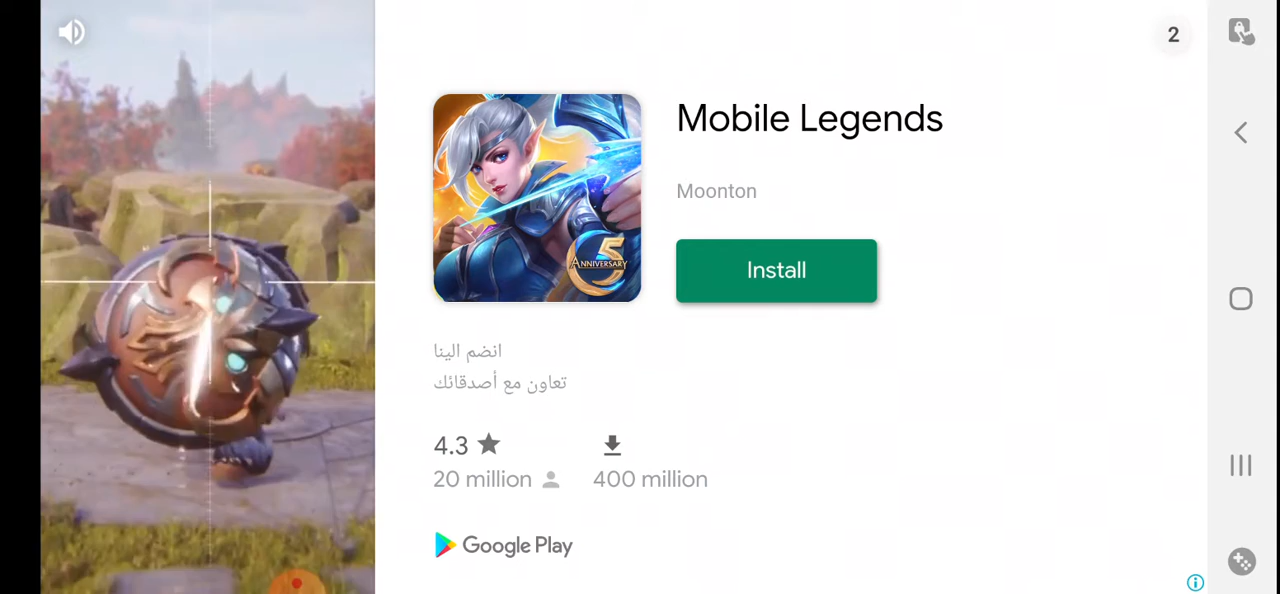 2
Mobile Legends
Moonton
5
ANNIVERSARY
Install
انضم الينا
تعاون مع أصدقائك
4.3
20 million
400 million
Google Play